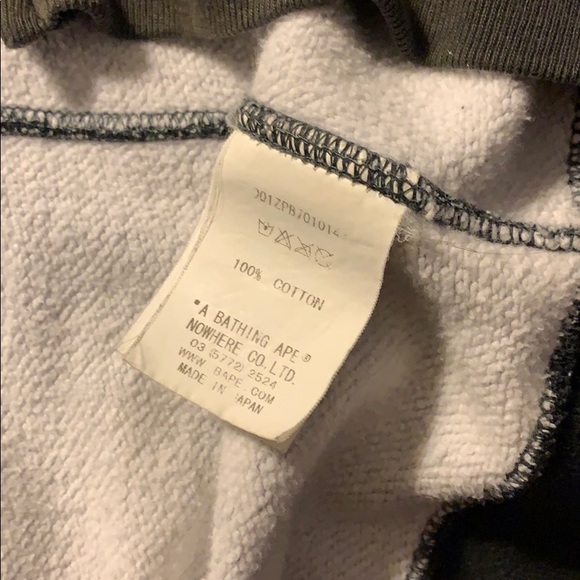 001ZPB701014
100% COTTON
*A BATHING APE®
NOWHERE CO.LTD.
03 (5772) 2524
WWW.BAPE.COM
MADE IN JAPAN